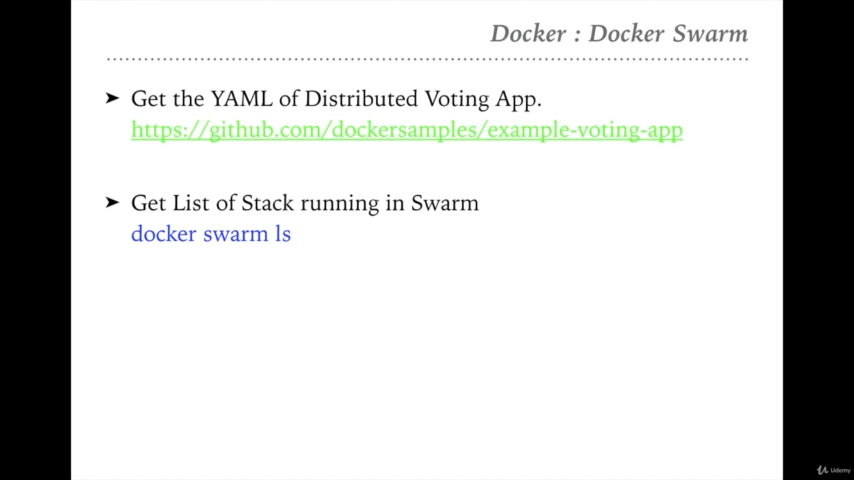 Docker : Docker Swarm
➤ Get the YAML of Distributed Voting App.
https://github.com/dockersamples/example-voting-app
➤ Get List of Stack running in Swarm
docker swarm ls
Udemy